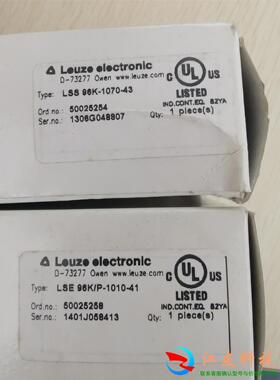 Leuze electronic
D-73277 Owen www.leuze.com
Type: LSS 96K-1070-43
Ord no.: 50025254
Ser.no.: 1306G048807
Qty: 1 piece(s)
C UL US
LISTED
IND.CONT.EQ. 82YA
Leuze electronic
D-73277 Owen www.leuze.com
Type: LSE 96K/P-1010-41
Ord no.: 50025258
Ser.no.: 1401J058413
Qty: 1 piece(s)
C UL US
LISTED
IND.CONT.EQ. 82YA